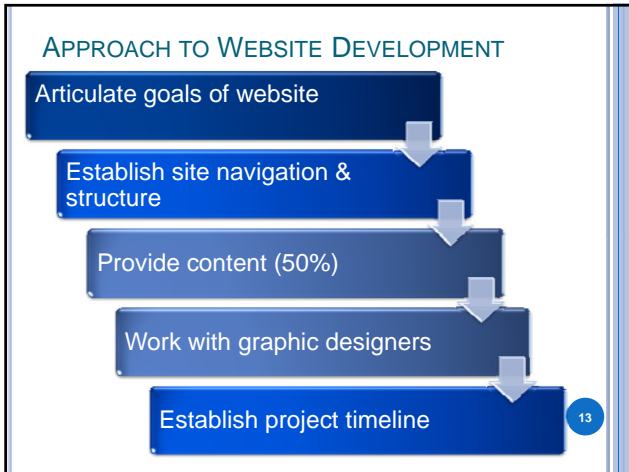 APPROACH TO WEBSITE DEVELOPMENT
Articulate goals of website
Establish site navigation &
structure
Provide content (50%)
Work with graphic designers
Establish project timeline
13